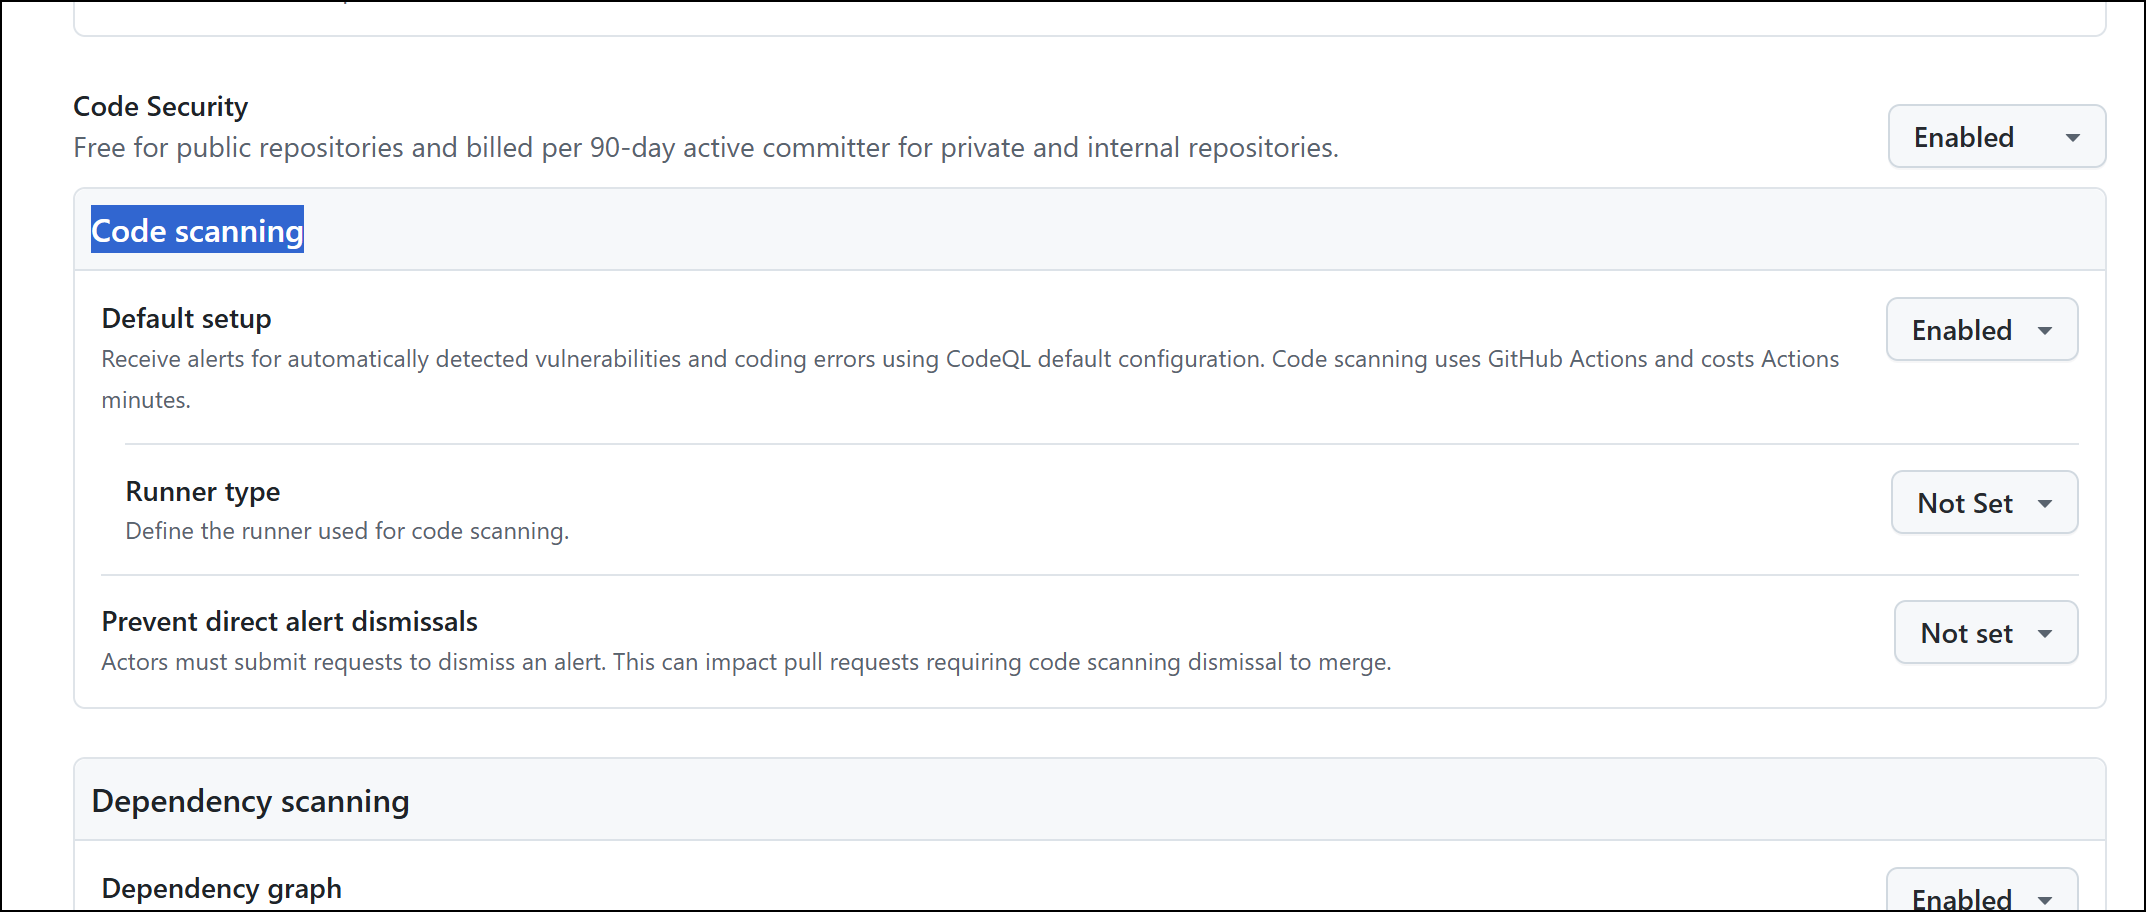 Code Security
Free for public repositories and billed per 90-day active committer for private and internal repositories.
Enabled
Code scanning
Default setup
Receive alerts for automatically detected vulnerabilities and coding errors using CodeQL default configuration. Code scanning uses GitHub Actions and costs Actions
minutes.
Enabled
Runner type
Define the runner used for code scanning.
Not Set
Prevent direct alert dismissals
Actors must submit requests to dismiss an alert. This can impact pull requests requiring code scanning dismissal to merge.
Not set
Dependency scanning
Dependency graph
Enabled